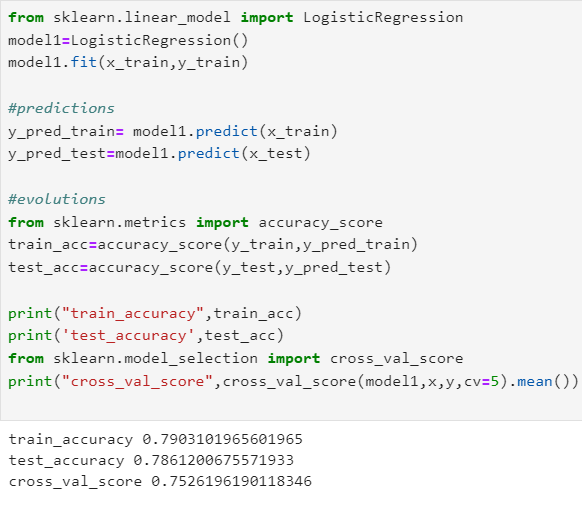 from sklearn.linear_model import LogisticRegression
model1=LogisticRegression()
model1.fit(x_train,y_train)
#predictions
y_pred_train= model1.predict(x_train)
y_pred_test=model1.predict(x_test)
#evolutions
from sklearn.metrics import accuracy_score
train_acc=accuracy_score(y_train,y_pred_train)
test_acc=accuracy_score(y_test,y_pred_test)
print("train_accuracy",train_acc)
print('test_accuracy',test_acc)
from sklearn.model_selection import cross_val_score
print("cross_val_score",cross_val_score(model1,x,y,cv=5).mean())
train_accuracy 0.7903101965601965
test_accuracy 0.7861200675571933
cross_val_score 0.7526196190118346